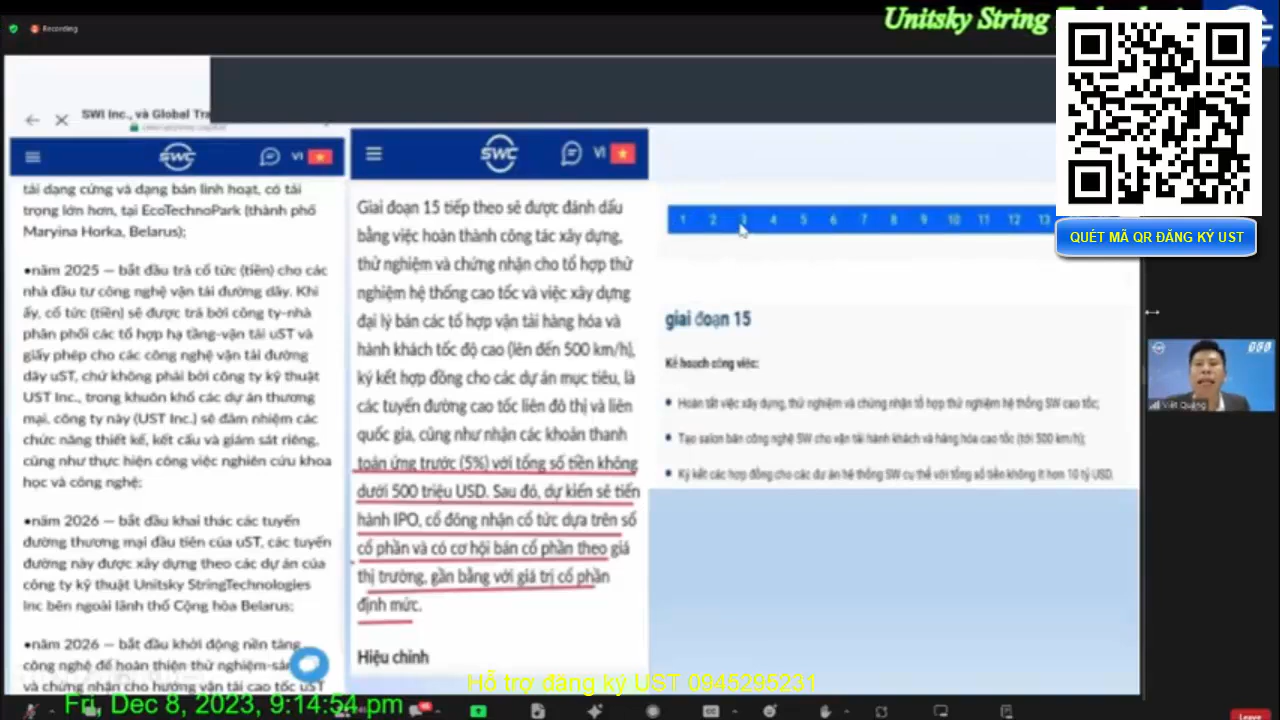 Unitsky String
Recording
SWI Inc., và Global Tra
SWC
VI
tải dạng cứng và dạng bán linh hoạt, có tải
trọng lớn hơn, tại EcoTechnoPark (thành phố
Maryina Horka, Belarus);
•năm 2025 — bắt đầu trả cổ tức (tiền) cho các
nhà đầu tư công nghệ vận tải đường dây. Khi
ấy, cổ tức (tiền) sẽ được trả bởi công ty-nhà
phân phối các tổ hợp hạ tầng-vận tải uST và
giấy phép cho các công nghệ vận tải đường
dây uST, chứ không phải bởi công ty kỹ thuật
UST Inc., trong khuôn khổ các dự án thương
mại, công ty này (UST Inc.) sẽ đảm nhiệm các
chức năng thiết kế, kết cấu và giám sát riêng,
cũng như thực hiện công việc nghiên cứu khoa
học và công nghệ;
•năm 2026 — bắt đầu khai thác các tuyến
đường thương mại đầu tiên của uST, các tuyến
đường này được xây dựng theo các dự án của
công ty kỹ thuật Unitsky StringTechnologies
Inc bên ngoài lãnh thổ Cộng hòa Belarus;
•năm 2026 — bắt đầu khởi động nền tảng
công nghệ để hoàn thiện thử nghiệm-sản
và chứng nhận cho hướng vận tải cao tốc uST
SWC
VI
Giai đoạn 15 tiếp theo sẽ được đánh dấu
bằng việc hoàn thành công tác xây dựng,
thử nghiệm và chứng nhận cho tổ hợp thử
nghiệm hệ thống cao tốc và việc xây dựng
đại lý bán các tổ hợp vận tải hàng hóa và
hành khách tốc độ cao (lên đến 500 km/h),
ký kết hợp đồng cho các dự án mục tiêu, là
các tuyến đường cao tốc liên đô thị và liên
quốc gia, cũng như nhận các khoản thanh
toán ứng trước (5%) với tổng số tiền không
dưới 500 triệu USD. Sau đó, dự kiến sẽ tiến
hành IPO, cổ đông nhận cổ tức dựa trên số
cổ phần và có cơ hội bán cổ phần theo giá
thị trường, gần bằng với giá trị cổ phần
định mức.
Hiệu chỉnh
1 2 3 4 5 6 7 8 9 10 11 12 13
giai đoạn 15
Kế hoạch công việc:
• Hoàn tất việc xây dựng, thử nghiệm và chứng nhận tổ hợp thử nghiệm hệ thống SW cao tốc;
• Tạo salon bán công nghệ SW cho vận tải hành khách và hàng hóa cao tốc (tới 500 km/h);
• Ký kết các hợp đồng cho các dự án hệ thống SW cụ thể với tổng số tiền không ít hơn 10 tỷ USD.
QUÉT MÃ QR ĐĂNG KÝ UST
Việt Quang
Hỗ trợ đăng ký UST 0945295231
Fri, Dec 8, 2023, 9:14:54 pm
Leave